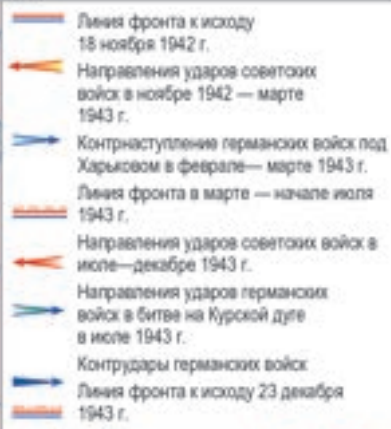 Линия фронта к исходу
18 ноября 1942 г.
Направления ударов советских
войск в ноябре 1942 — марте
1943 г.
Контрнаступление германских войск под
Харьковом в феврале— марте 1943 г.
Линия фронта в марте — начале июля
1943 г.
Направления ударов советских войск в
июле—декабре 1943 г.
Направления ударов германских
войск в битве на Курской дуге
в июле 1943 г.
Контрудары германских войск
Линия фронта к исходу 23 декабря
1943 г.